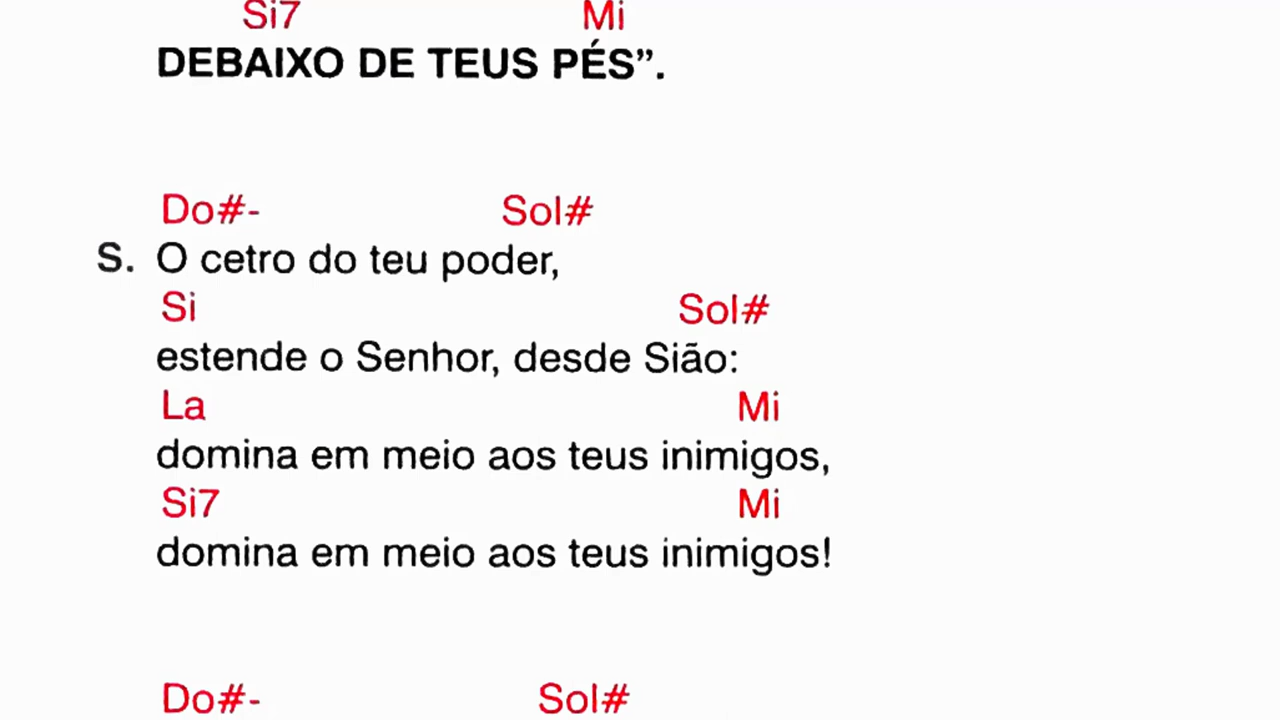 Si7 Mi
DEBAIXO DE TEUS PÉS”.
Do#- Sol#
S. O cetro do teu poder,
Si Sol#
estende o Senhor, desde Sião:
La Mi
domina em meio aos teus inimigos,
Si7 Mi
domina em meio aos teus inimigos!
Do#- Sol#